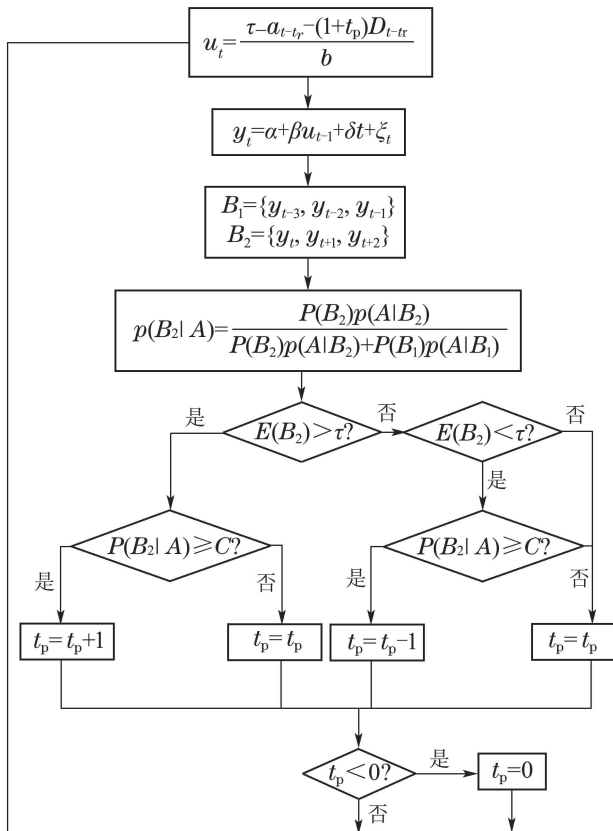 u_t = \frac{τ-a_{t-t_r}-(1+t_p)D_{t-tr}}{b}
y_t=α+βu_{t-1}+δt+ξ_t
B_1={y_{t-3}, y_{t-2}, y_{t-1}}
B_2={y_t, y_{t+1}, y_{t+2}}
p(B_2|A)=\frac{P(B_2)p(A|B_2)}{P(B_2)p(A|B_2)+P(B_1)p(A|B_1)}
是 E(B_2)>τ? 否 E(B_2)<τ? 否
是
P(B_2|A)≥C? P(B_2|A)≥C?
是 否 是 否
t_p=t_p+1 t_p=t_p t_p=t_p-1 t_p=t_p
t_p<0? 是 t_p=0
否